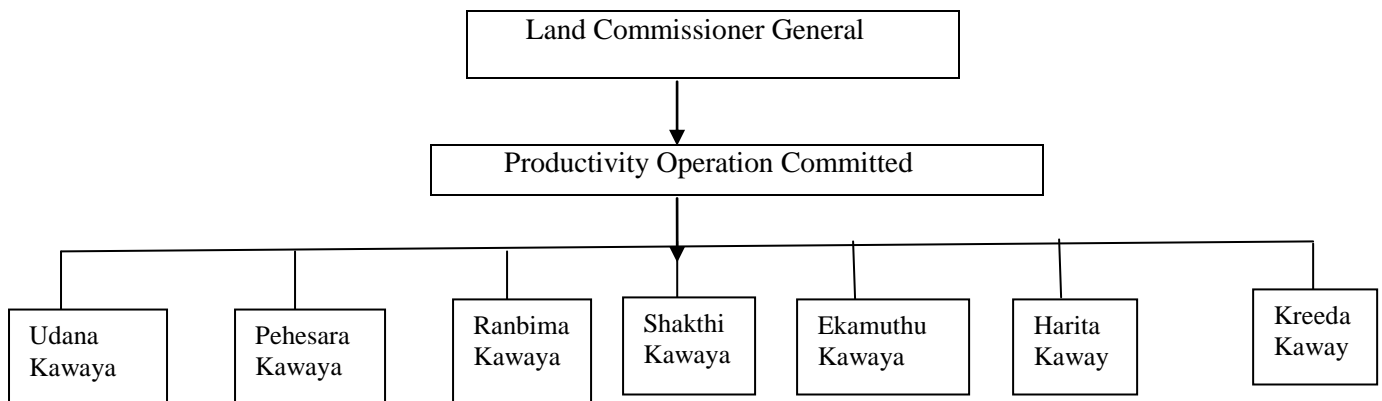 Land Commissioner General
Productivity Operation Committed
Udana
Kawaya
Pehesara
Kawaya
Ranbima
Kawaya
Shakthi
Kawaya
Ekamuthu
Kawaya
Harita
Kaway
Kreeda
Kaway